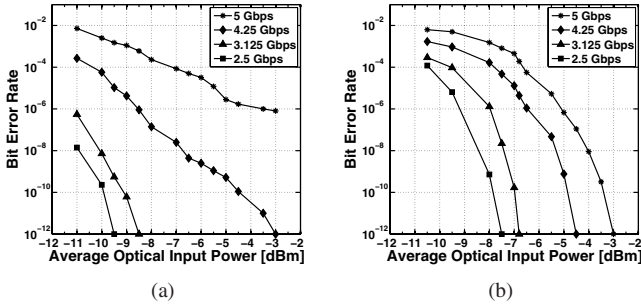 10⁻²
10⁻⁴
10⁻⁶
10⁻⁸
10⁻¹⁰
10⁻¹²
Bit Error Rate
5 Gbps
4.25 Gbps
3.125 Gbps
2.5 Gbps
−12 −11 −10 −9 −8 −7 −6 −5 −4 −3 −2
Average Optical Input Power [dBm]
(a)
10⁻²
10⁻⁴
10⁻⁶
10⁻⁸
10⁻¹⁰
10⁻¹²
Bit Error Rate
5 Gbps
4.25 Gbps
3.125 Gbps
2.5 Gbps
−12 −11 −10 −9 −8 −7 −6 −5 −4 −3 −2
Average Optical Input Power [dBm]
(b)